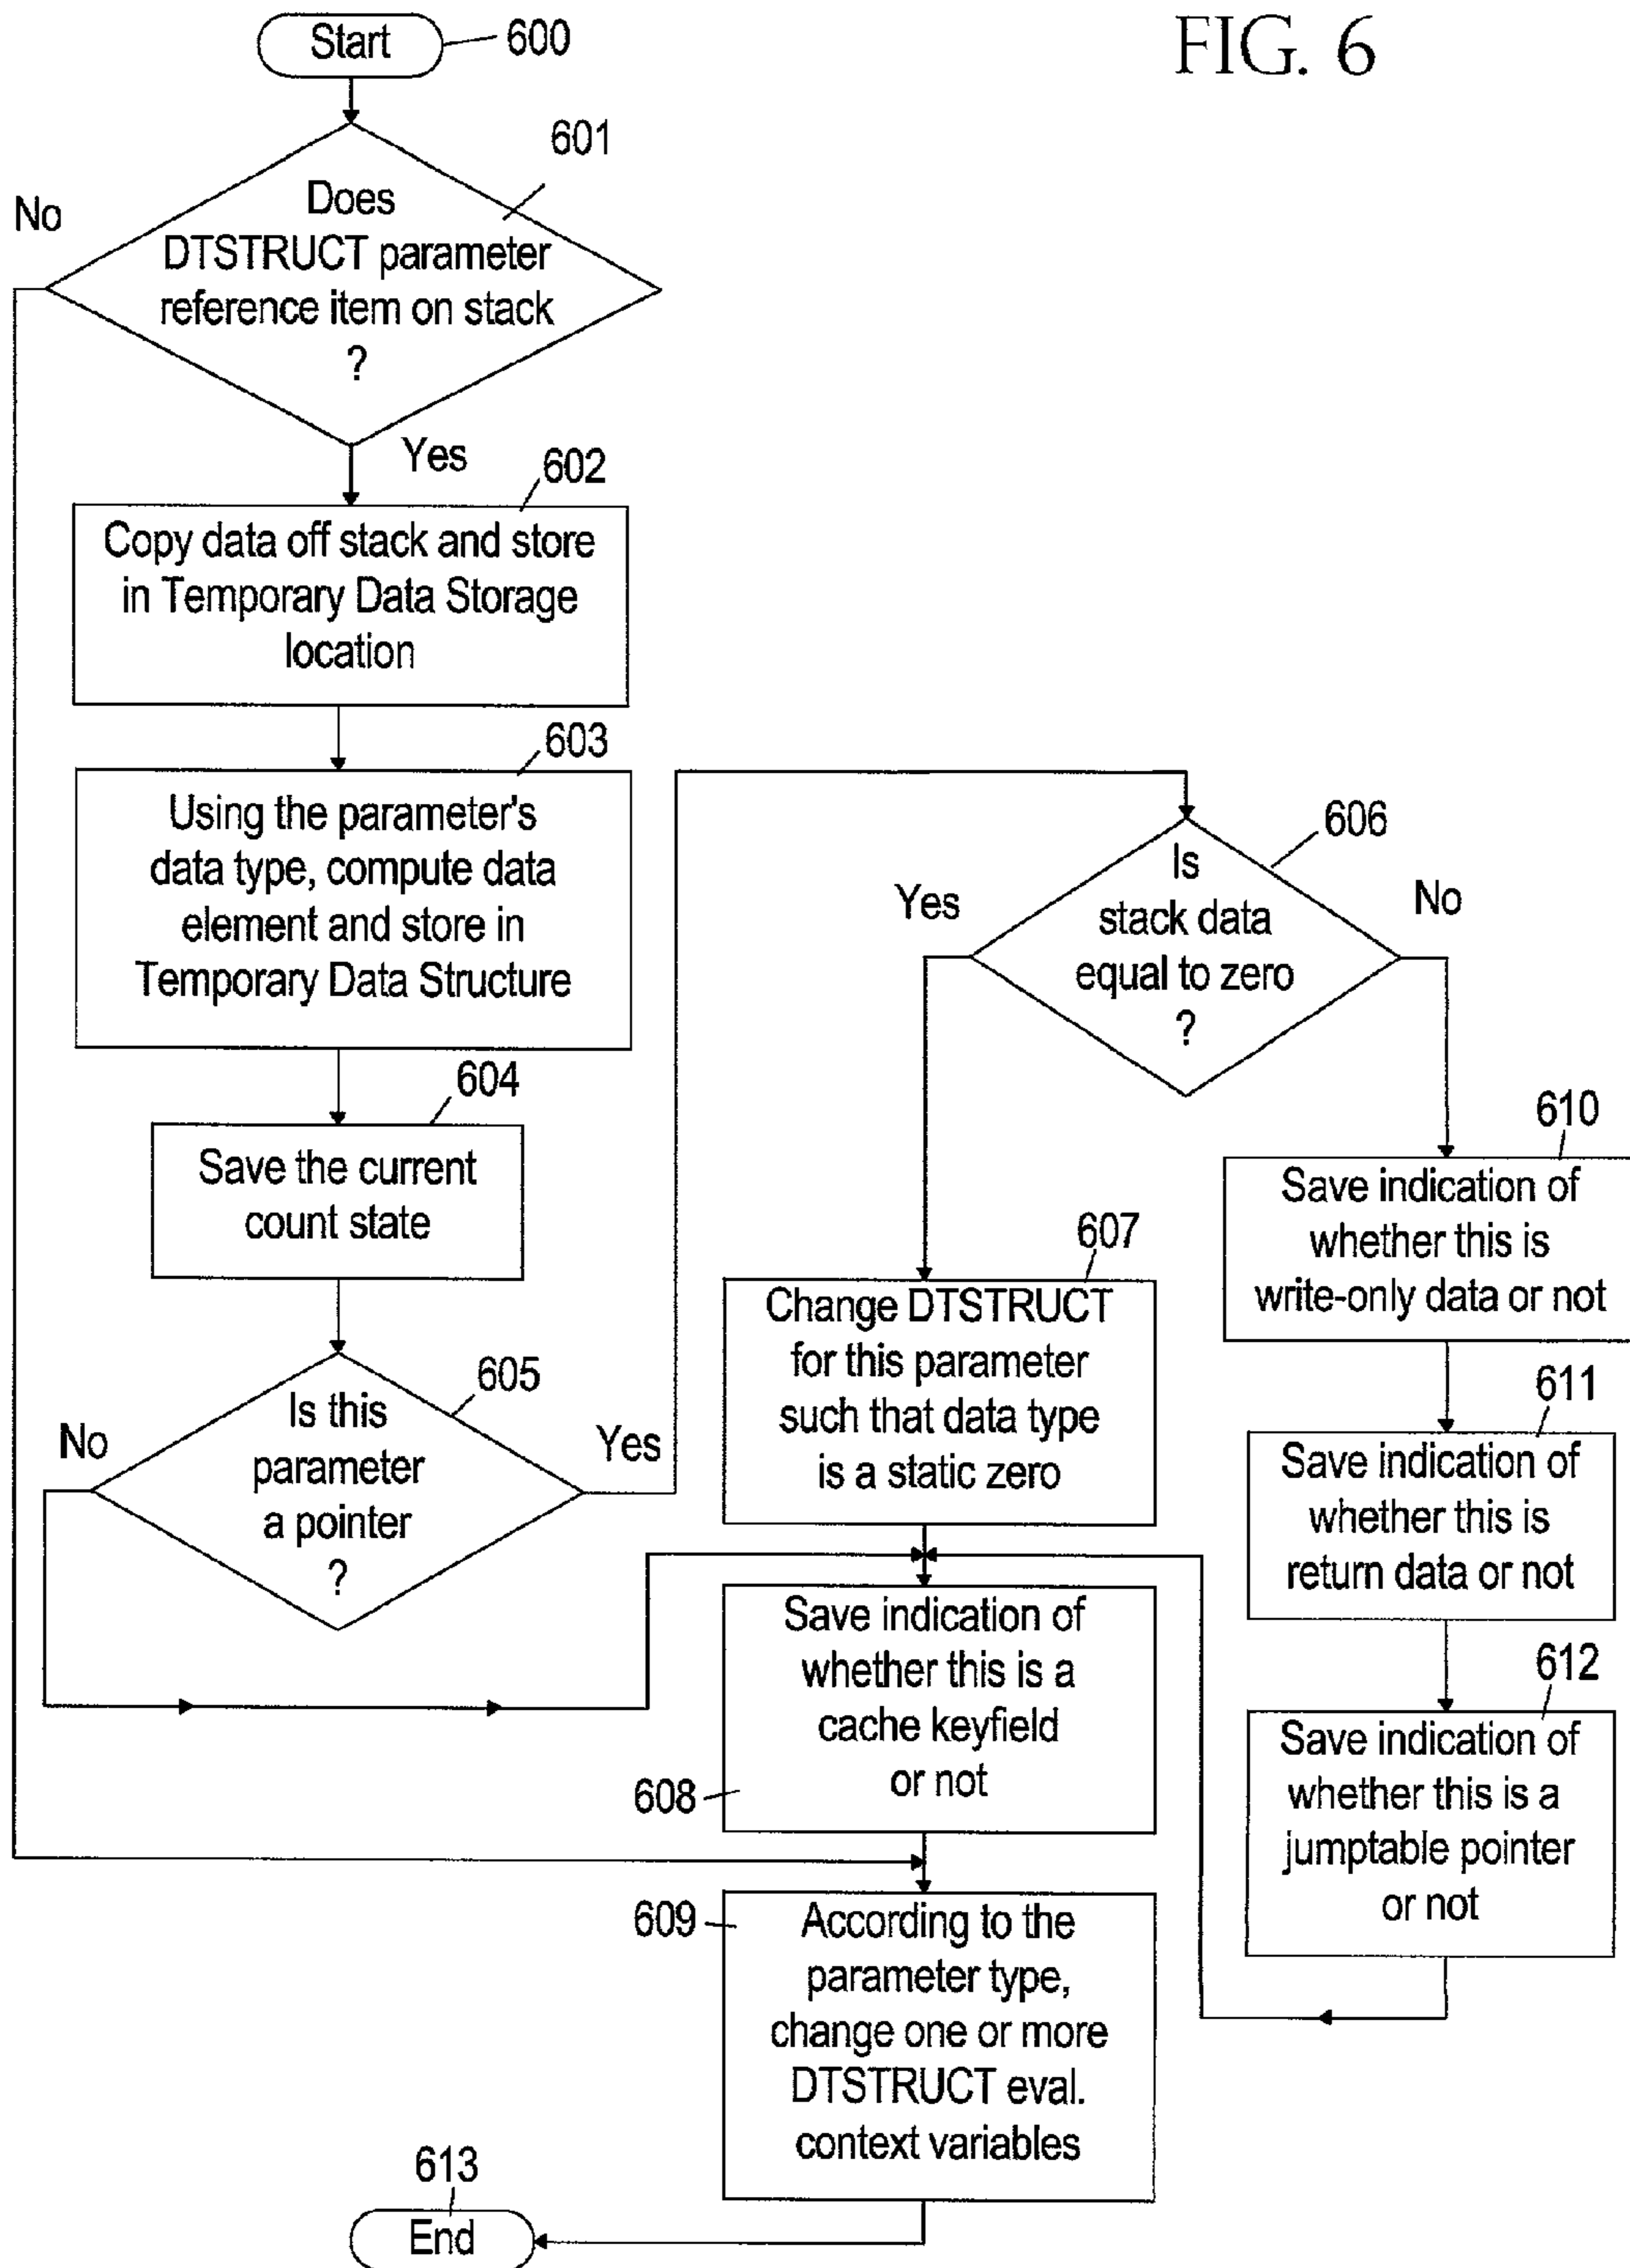 FIG. 6
Start
600
601
No
Does
DTSTRUCT parameter
reference item on stack
?
Yes
602
Copy data off stack and store
in Temporary Data Storage
location
603
Using the parameter's
data type, compute data
element and store in
Temporary Data Structure
604
Save the current
count state
605
No
Is this
parameter
a pointer
?
Yes
606
Yes
Is
stack data
equal to zero
?
No
607
Change DTSTRUCT
for this parameter
such that data type
is a static zero
610
Save indication of
whether this is
write-only data or not
611
Save indication of
whether this is
return data or not
612
Save indication of
whether this is a
jumptable pointer
or not
608
Save indication of
whether this is a
cache keyfield
or not
609
According to the
parameter type,
change one or more
DTSTRUCT eval.
context variables
613
End